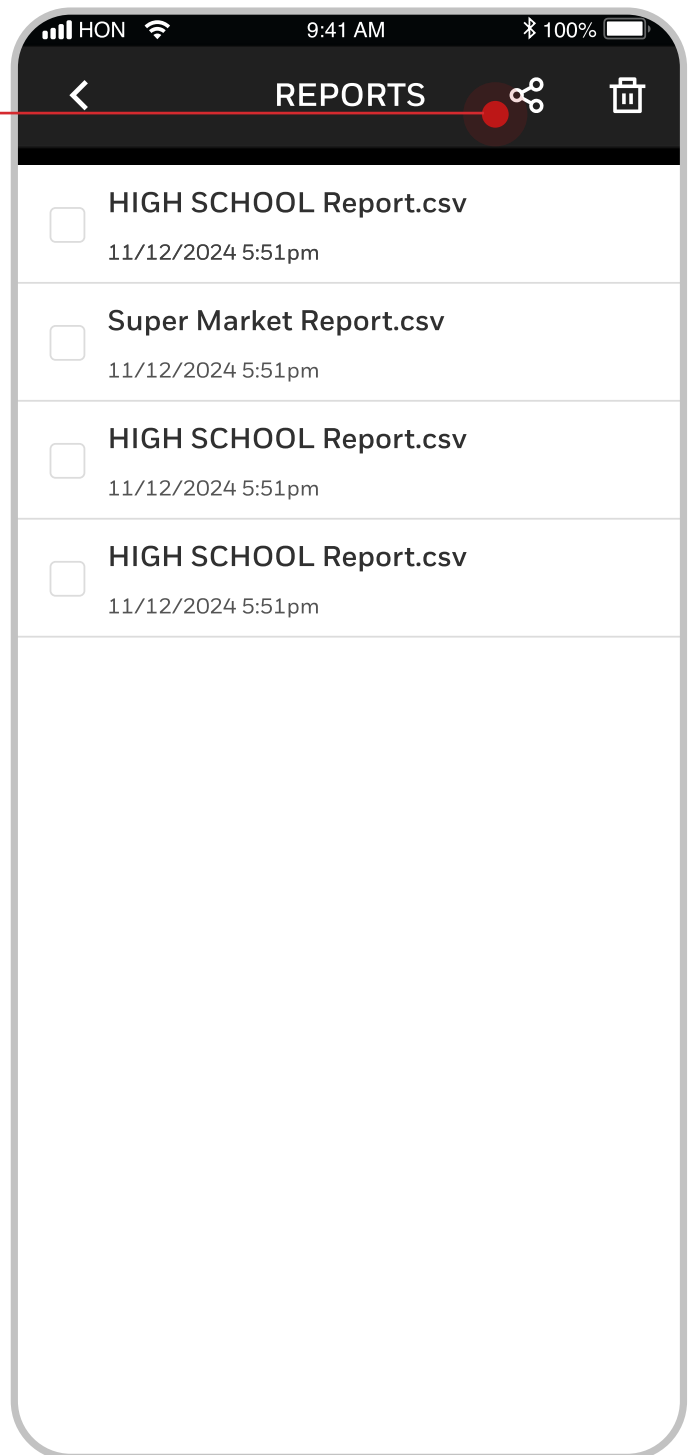 HON 9:41 AM 100%
REPORTS
HIGH SCHOOL Report.csv
11/12/2024 5:51pm
Super Market Report.csv
11/12/2024 5:51pm
HIGH SCHOOL Report.csv
11/12/2024 5:51pm
HIGH SCHOOL Report.csv
11/12/2024 5:51pm